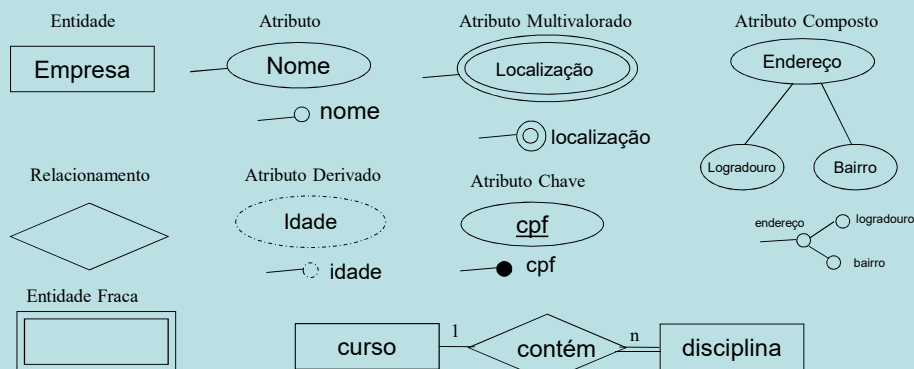 Entidade
Atributo
Atributo Multivalorado
Atributo Composto
Empresa
Nome
Localização
Endereço
nome
localização
Logradouro
Bairro
Relacionamento
Atributo Derivado
Atributo Chave
Idade
cpf
endereço
logradouro
idade
cpf
bairro
Entidade Fraca
curso
1
contém
n
disciplina